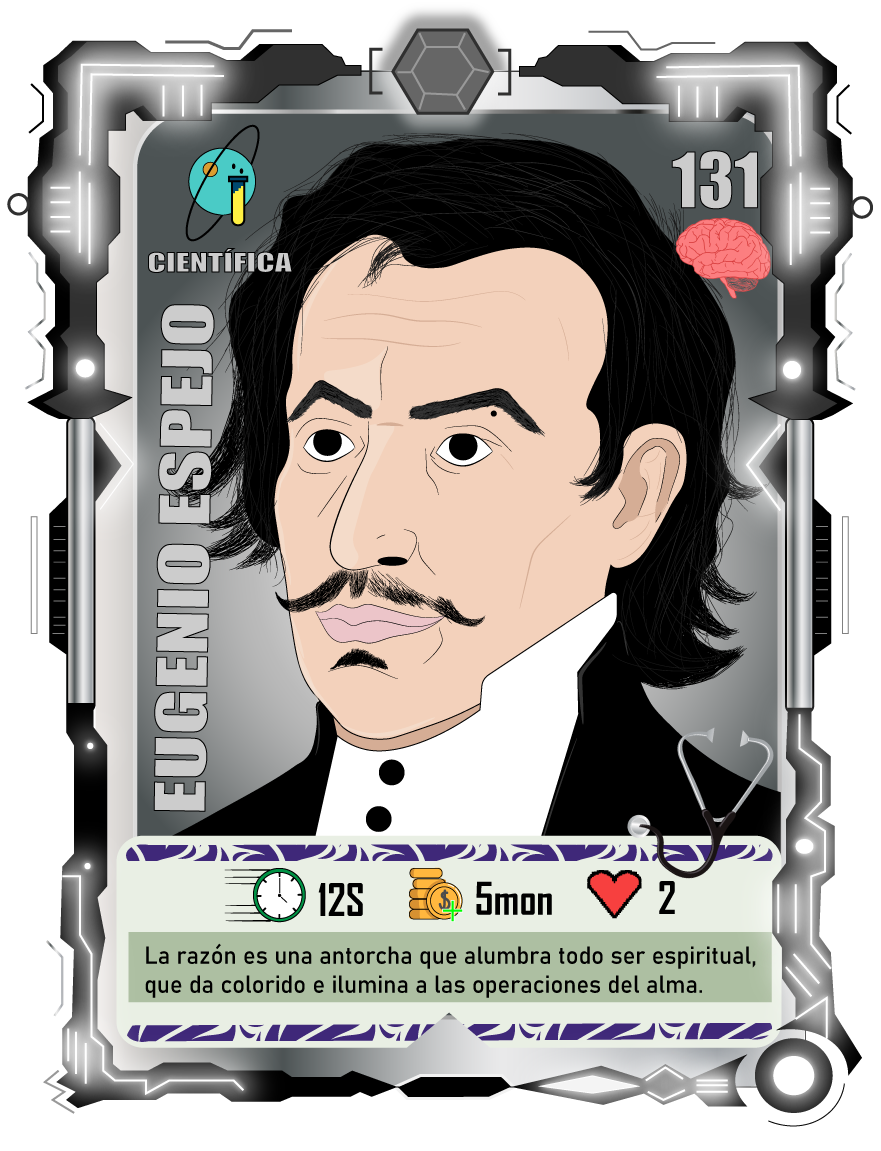 131
CIENTÍFICA
EUGENIO ESPEJO
12S
$
5mon
2
La razón es una antorcha que alumbra todo ser espiritual,
que da colorido e ilumina a las operaciones del alma.